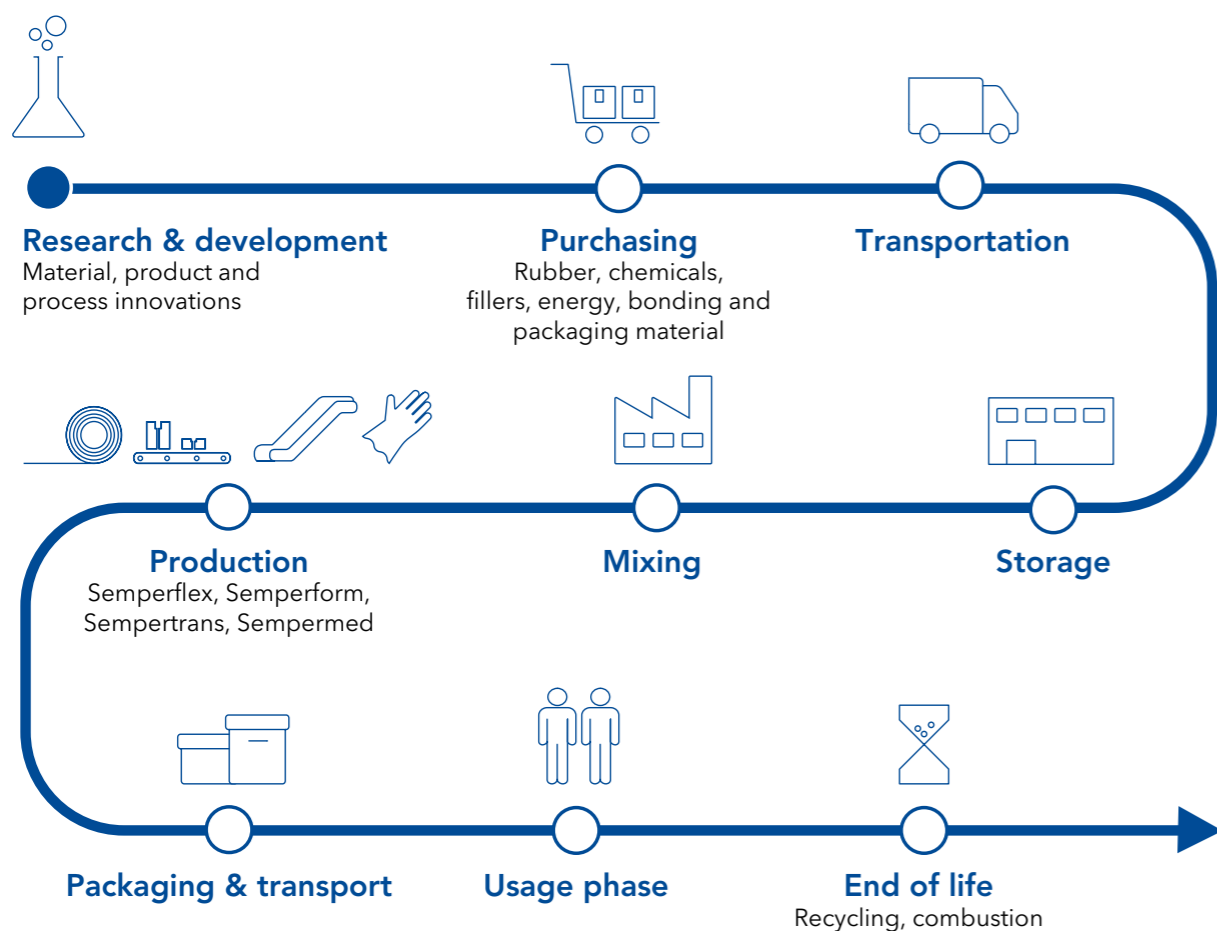 Research & development
Material, product and
process innovations
Purchasing
Rubber, chemicals,
fillers, energy, bonding and
packaging material
Transportation
Storage
Mixing
Production
Semperflex, Semperform,
Sempertrans, Sempermed
Packaging & transport
Usage phase
End of life
Recycling, combustion